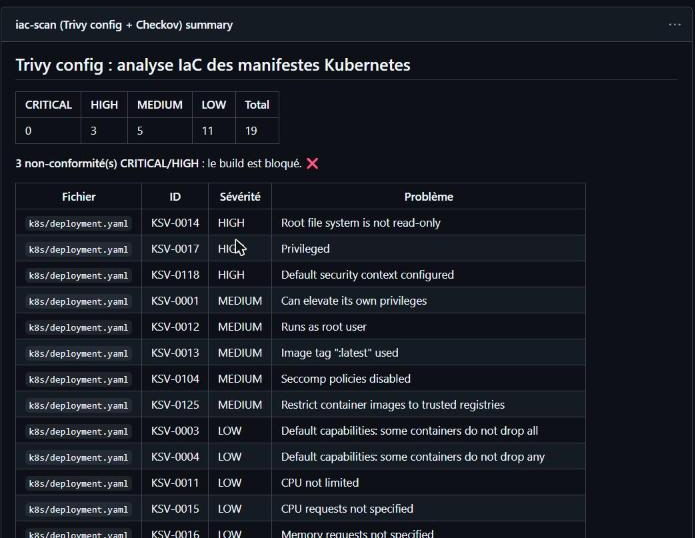 iac-scan (Trivy config + Checkov) summary
Trivy config : analyse IaC des manifestes Kubernetes
CRITICAL HIGH MEDIUM LOW Total
0 3 5 11 19
3 non-conformité(s) CRITICAL/HIGH : le build est bloqué. ❌
Fichier ID Sévérité Problème
k8s/deployment.yaml KSV-0014 HIGH Root file system is not read-only
k8s/deployment.yaml KSV-0017 HIGH Privileged
k8s/deployment.yaml KSV-0118 HIGH Default security context configured
k8s/deployment.yaml KSV-0001 MEDIUM Can elevate its own privileges
k8s/deployment.yaml KSV-0012 MEDIUM Runs as root user
k8s/deployment.yaml KSV-0013 MEDIUM Image tag ":latest" used
k8s/deployment.yaml KSV-0104 MEDIUM Seccomp policies disabled
k8s/deployment.yaml KSV-0125 MEDIUM Restrict container images to trusted registries
k8s/deployment.yaml KSV-0003 LOW Default capabilities: some containers do not drop all
k8s/deployment.yaml KSV-0004 LOW Default capabilities: some containers do not drop any
k8s/deployment.yaml KSV-0011 LOW CPU not limited
k8s/deployment.yaml KSV-0015 LOW CPU requests not specified
k8s/deployment.yaml KSV-0016 LOW Memory requests not specified